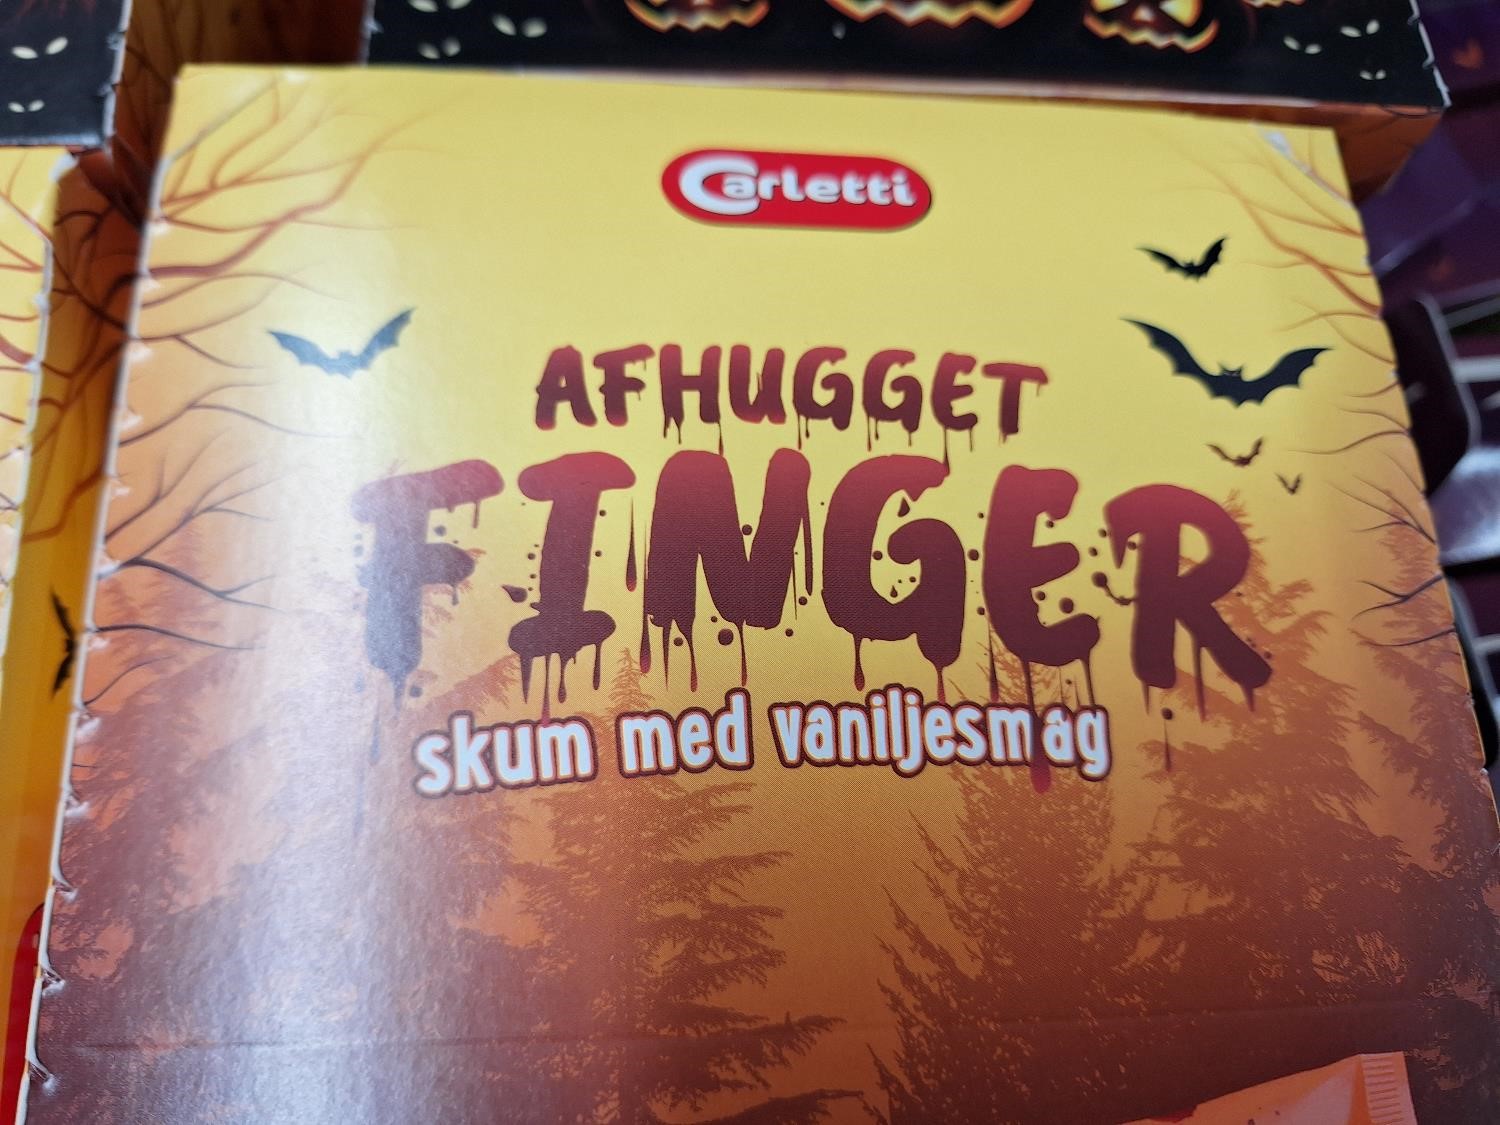 Carletti
AFHUGGET
FINGER
skum med vaniljesmag